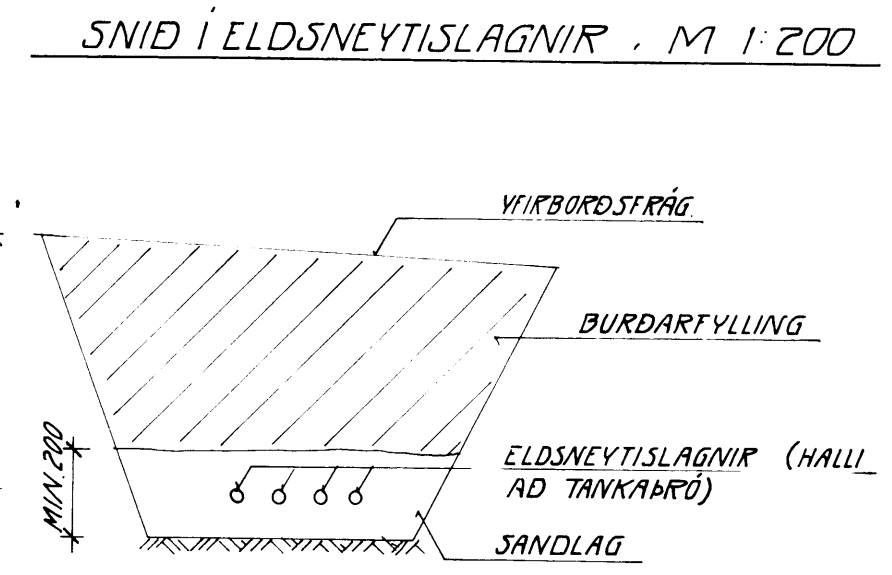 SNIÐ Í ELDSNEYTISLAGNIR . M 1:200
YFIRBORÐSFRÁG.
BURÐARFYLLING
ELDSNEYTISLAGNIR (HALLI
AÐ TANKAÞRÓ)
MIN. 200
SANDLAG